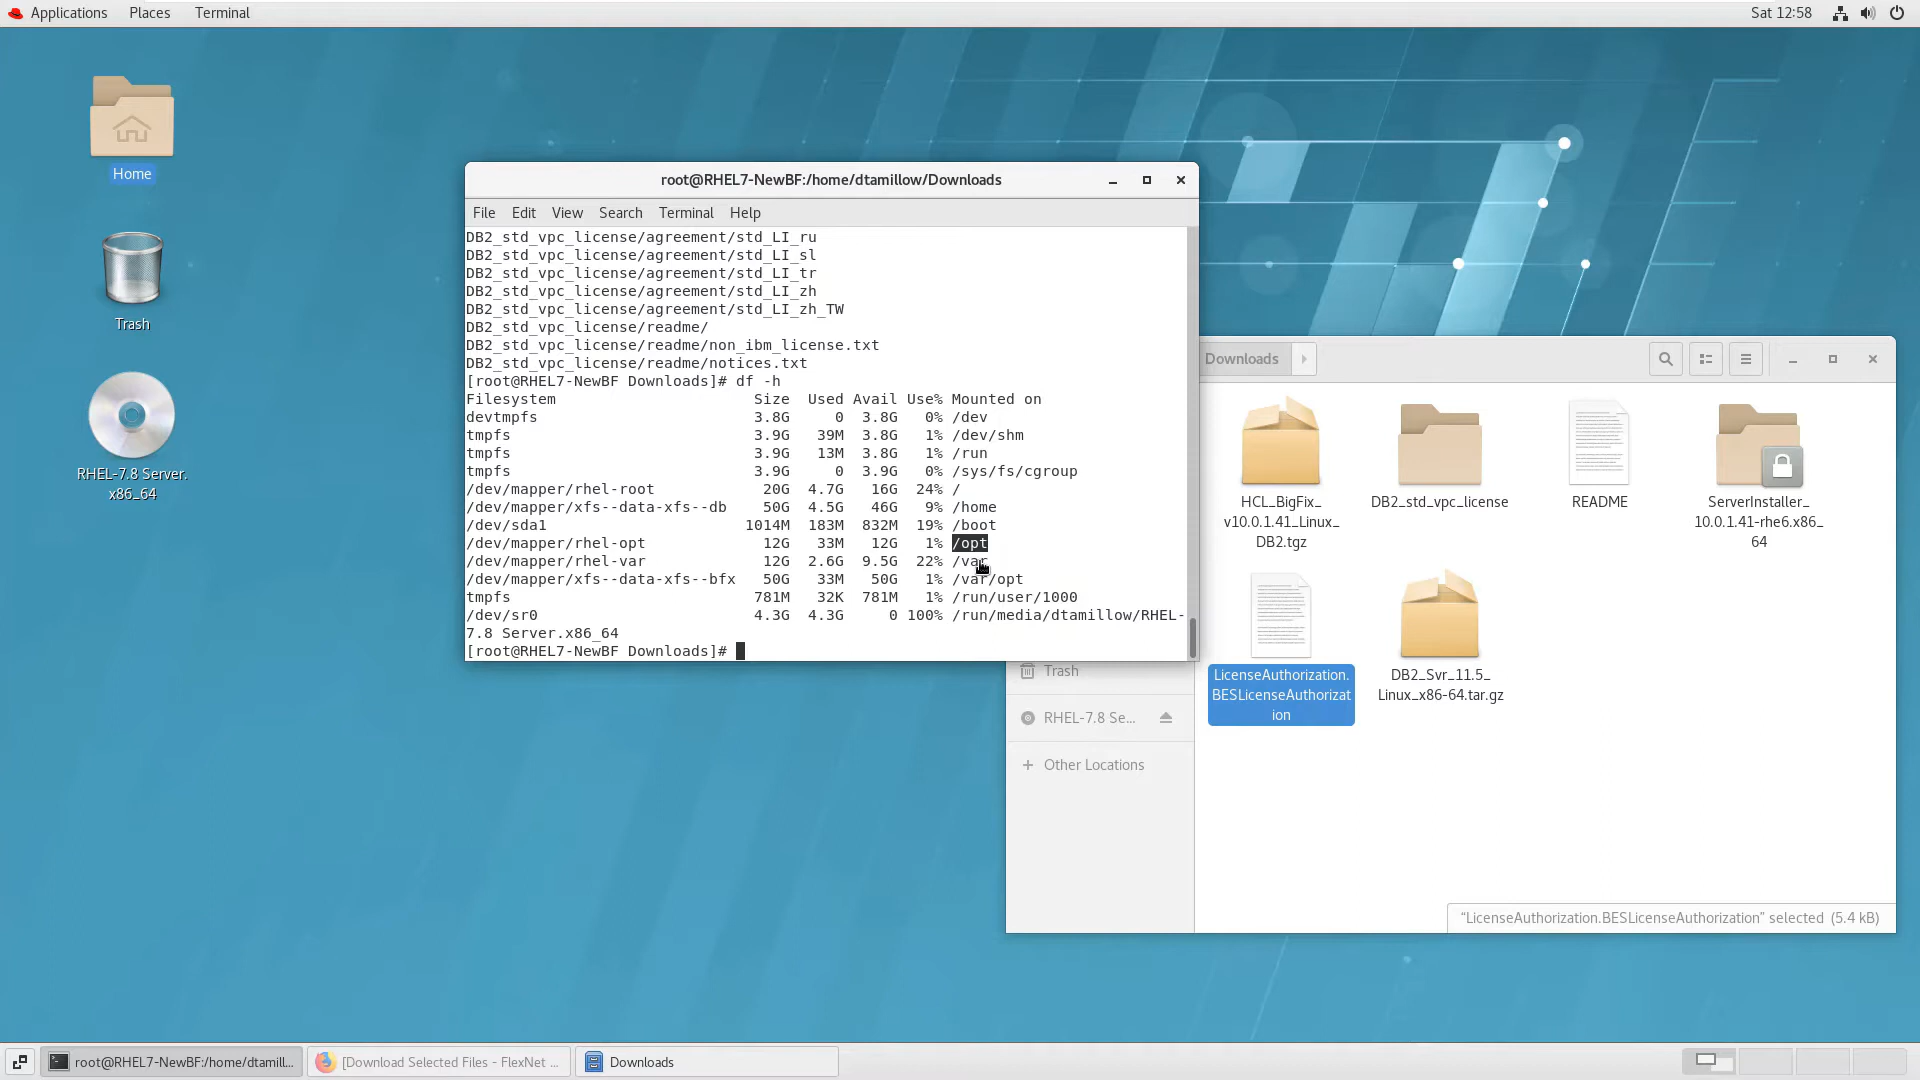 Applications Places Terminal
Sat 12:58
Home
Trash
RHEL-7.8 Server.
x86_64
root@RHEL7-NewBF:/home/dtamillow/Downloads
File Edit View Search Terminal Help
DB2_std_vpc_license/agreement/std_LI_ru
DB2_std_vpc_license/agreement/std_LI_sl
DB2_std_vpc_license/agreement/std_LI_tr
DB2_std_vpc_license/agreement/std_LI_zh
DB2_std_vpc_license/agreement/std_LI_zh_TW
DB2_std_vpc_license/readme/
DB2_std_vpc_license/readme/non_ibm_license.txt
DB2_std_vpc_license/readme/notices.txt
[root@RHEL7-NewBF Downloads]# df -h
Filesystem Size Used Avail Use% Mounted on
devtmpfs 3.8G 0 3.8G 0% /dev
tmpfs 3.9G 39M 3.8G 1% /dev/shm
tmpfs 3.9G 13M 3.8G 1% /run
tmpfs 3.9G 0 3.9G 0% /sys/fs/cgroup
/dev/mapper/rhel-root 20G 4.7G 16G 24% /
/dev/mapper/xfs--data-xfs--db 50G 4.5G 46G 9% /home
/dev/sda1 1014M 183M 832M 19% /boot
/dev/mapper/rhel-opt 12G 33M 12G 1% /opt
/dev/mapper/rhel-var 12G 2.6G 9.5G 22% /var
/dev/mapper/xfs--data-xfs--bfx 50G 33M 50G 1% /var/opt
tmpfs 781M 32K 781M 1% /run/user/1000
/dev/sr0 4.3G 4.3G 0 100% /run/media/dtamillow/RHEL-
7.8 Server.x86_64
[root@RHEL7-NewBF Downloads]#
Downloads
HCL_BigFix_
v10.0.1.41_Linux_
DB2.tgz
DB2_std_vpc_license
README
ServerInstaller_
10.0.1.41-rhe6.x86_
64
LicenseAuthorization.
BESLicenseAuthorizat
ion
DB2_Svr_11.5_
Linux_x86-64.tar.gz
Trash
RHEL-7.8 Se...
Other Locations
“LicenseAuthorization.BESLicenseAuthorization” selected (5.4 kB)
root@RHEL7-NewBF:/home/dtamill...
[Download Selected Files - FlexNet ...
Downloads